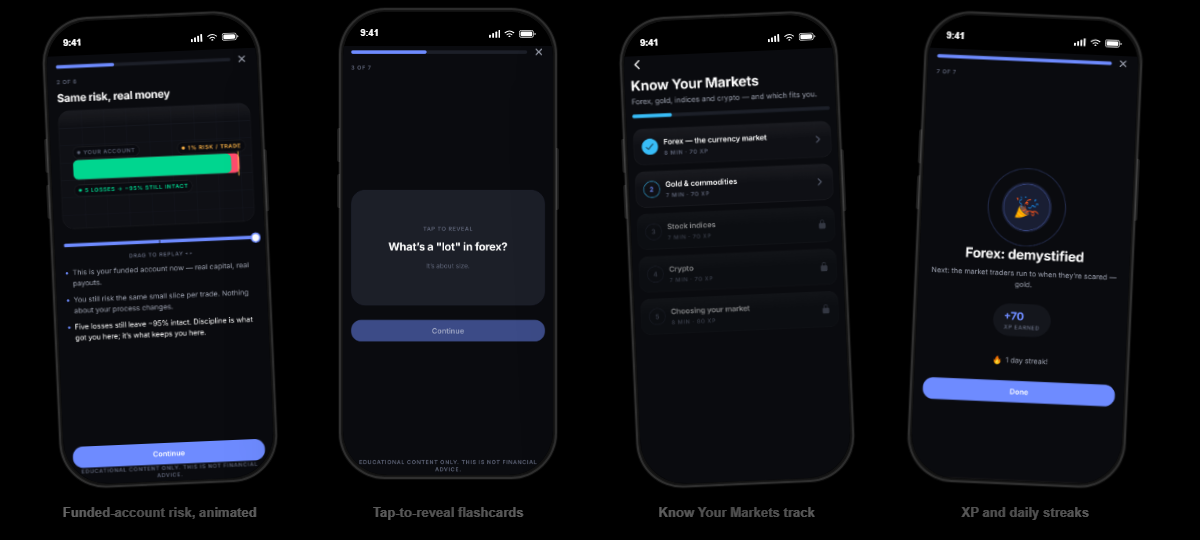 9:41
2 OF 6
Same risk, real money
YOUR ACCOUNT
1% RISK / TRADE
5 LOSSES → ~95% STILL INTACT
DRAG TO REPLAY
• This is your funded account now — real capital, real
payouts.
• You still risk the same small slice per trade. Nothing
about your process changes.
• Five losses still leave ~95% intact. Discipline is what
got you here; it's what keeps you here.
Continue
EDUCATIONAL CONTENT ONLY. THIS IS NOT FINANCIAL
ADVICE.
Funded-account risk, animated
9:41
3 OF 7
TAP TO REVEAL
What's a "lot" in forex?
It's about size.
Continue
EDUCATIONAL CONTENT ONLY. THIS IS NOT FINANCIAL
ADVICE.
Tap-to-reveal flashcards
9:41
Know Your Markets
Forex, gold, indices and crypto — and which fits you.
Forex — the currency market
8 MIN · 70 XP
2
Gold & commodities
7 MIN · 70 XP
3
Stock indices
7 MIN · 70 XP
4
Crypto
7 MIN · 70 XP
5
Choosing your market
Know Your Markets track
9:41
7 OF 7
🎉
Forex: demystified
Next: the market traders run to when they're scared —
gold.
+70
XP EARNED
🔥 1 day streak!
Done
XP and daily streaks